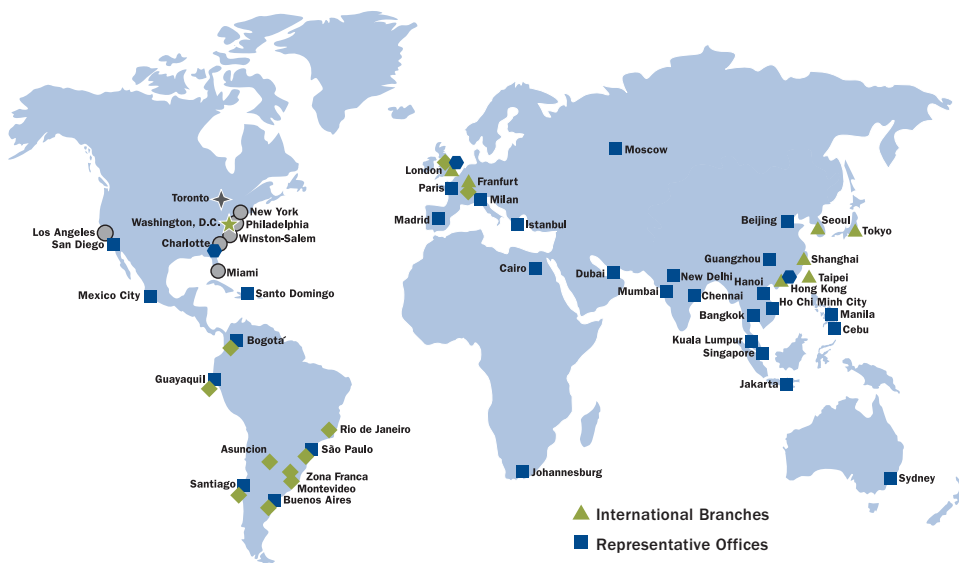 Moscow
London
Franfurt
Paris
Milan
Toronto
New York
Washington, D.C.
Philadelphia
Madrid
Istanbul
Beijing
Seoul
Tokyo
Los Angeles
Winston-Salem
San Diego
Charlotte
Guangzhou
Shanghai
Miami
Cairo
Dubai
New Delhi
Hanoi
Taipei
Hong Kong
Mexico City
Santo Domingo
Mumbai
Chennai
Ho Chi Minh City
Bangkok
Manila
Cebu
Bogotá
Kuala Lumpur
Singapore
Guayaquil
Jakarta
Rio de Janeiro
Asuncion
São Paulo
Zona Franca
Montevideo
Johannesburg
Sydney
Santiago
Buenos Aires
International Branches
Representative Offices